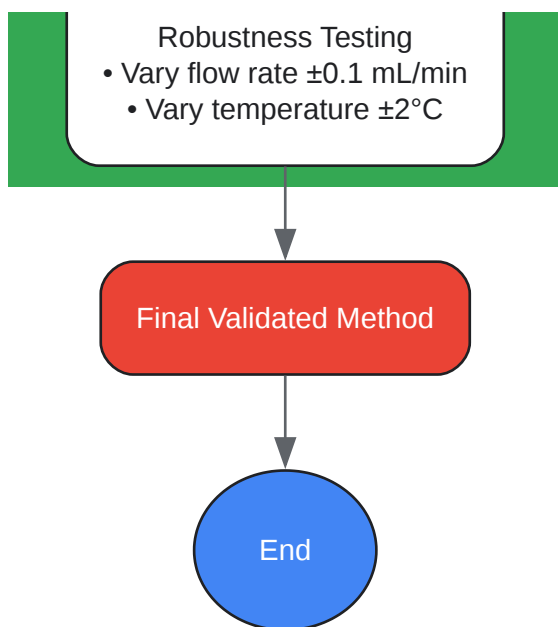 Robustness Testing
• Vary flow rate ±0.1 mL/min
• Vary temperature ±2°C
Final Validated Method
End